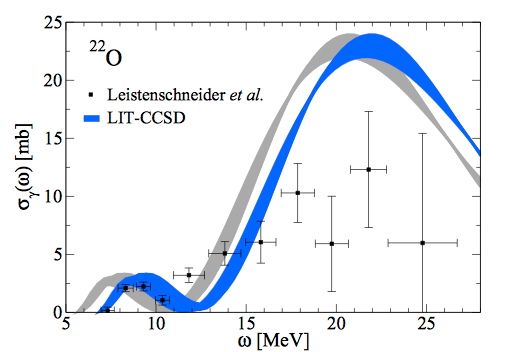 25
20
15
10
5
0
σγ(ω) [mb]
²²O
Leistenschneider et al.
LIT-CCSD
5 10 15 20 25
ω [MeV]